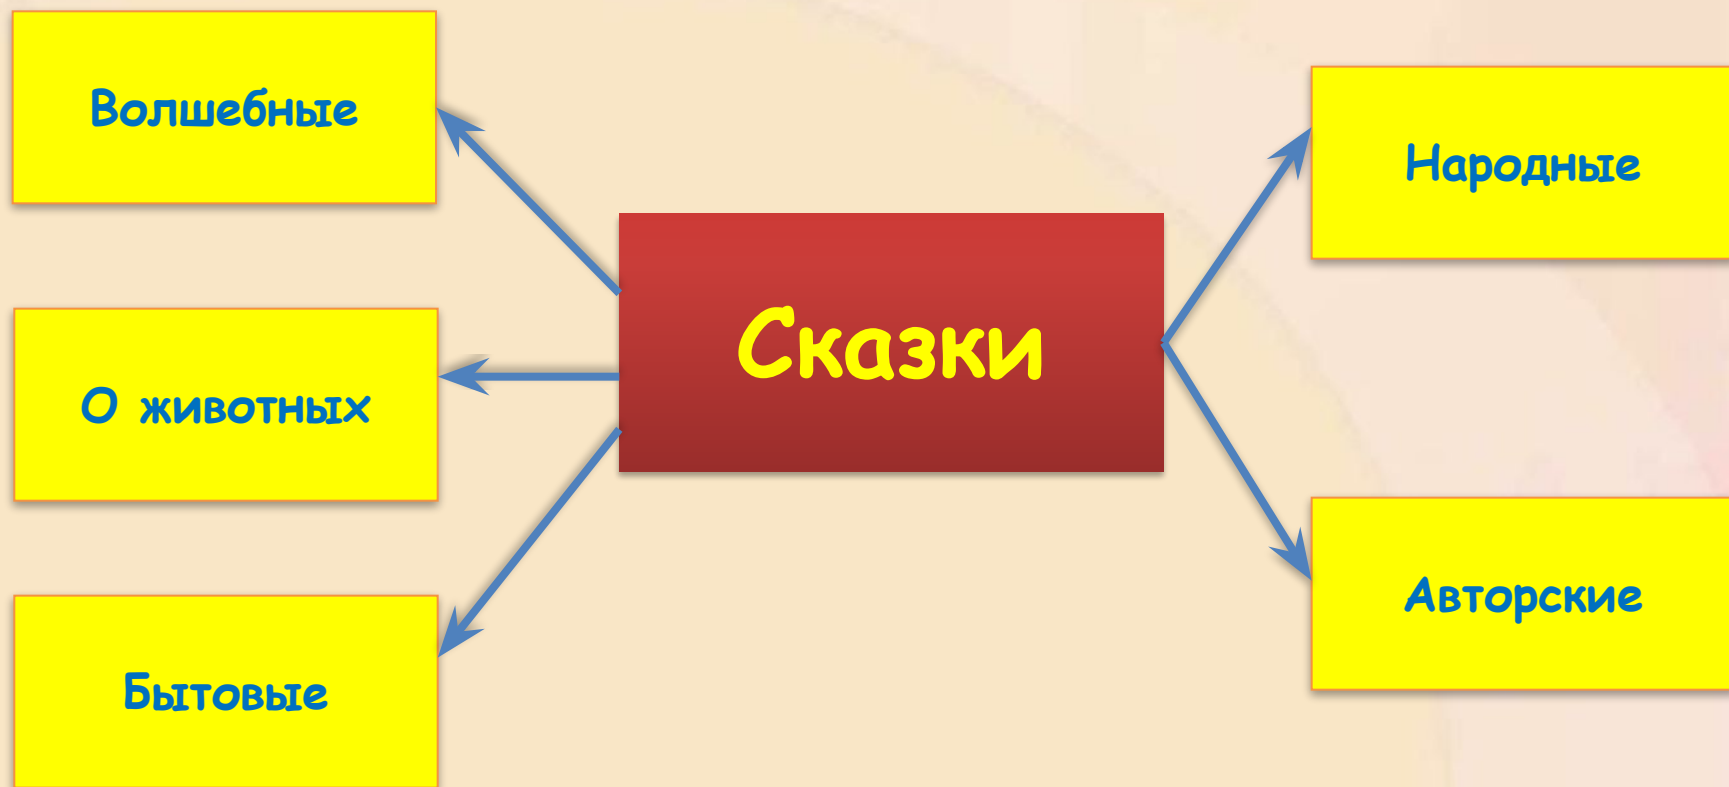 Волшебные
О животных
Бытовые
Сказки
Народные
Авторские